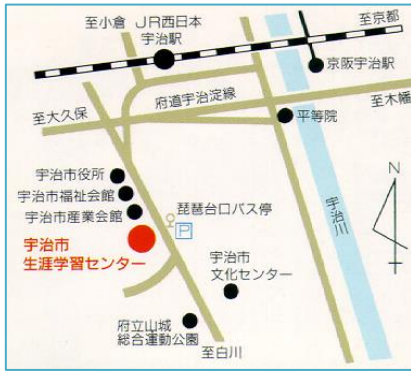 至小倉 JR西日本
宇治駅
至京都
京阪宇治駅
府道宇治淀線
至大久保
至木幡
平等院
宇治市役所
宇治市福祉会館
宇治市産業会館
琵琶台口バス停
P
宇治川
N
宇治市
生涯学習センター
宇治市
文化センター
府立山城
総合運動公園
至白川